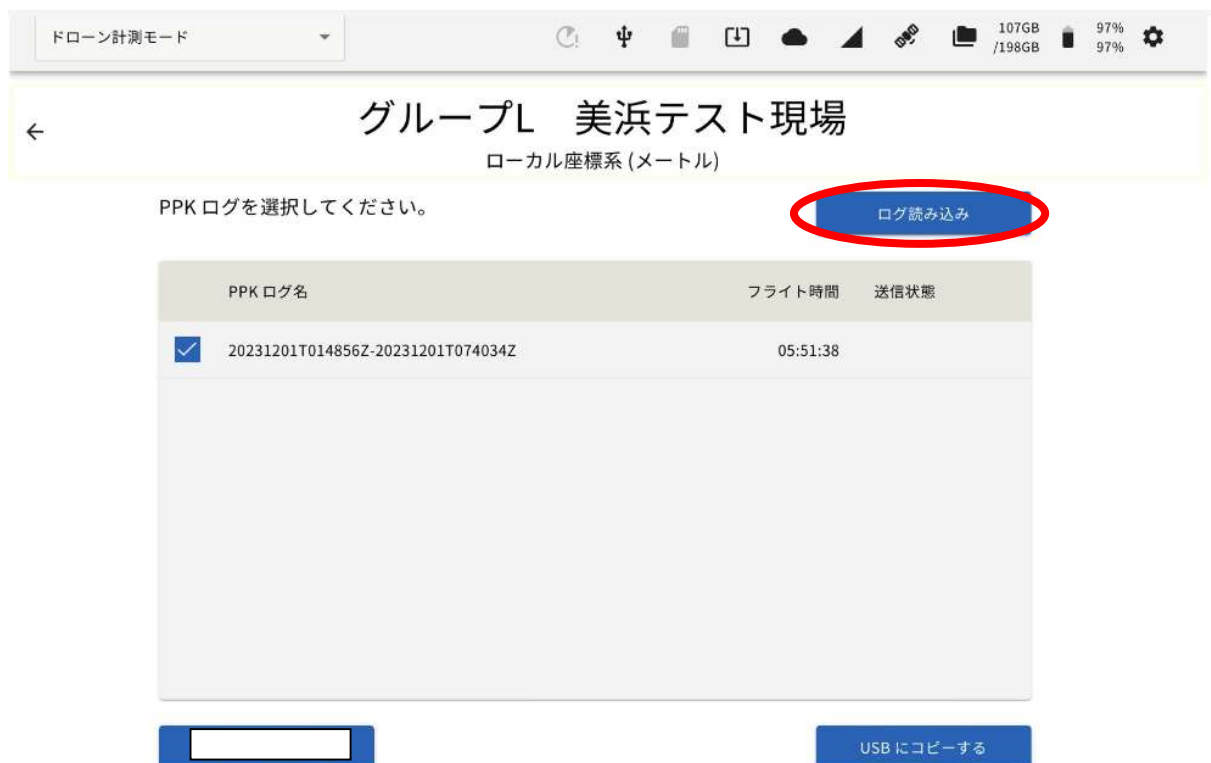 ドローン計測モード
107GB
/198GB
97%
97%
グループL　美浜テスト現場
ローカル座標系 (メートル)
PPK ログを選択してください。
ログ読み込み
PPK ログ名 フライト時間 送信状態
20231201T014856Z-20231201T074034Z 05:51:38
USB にコピーする